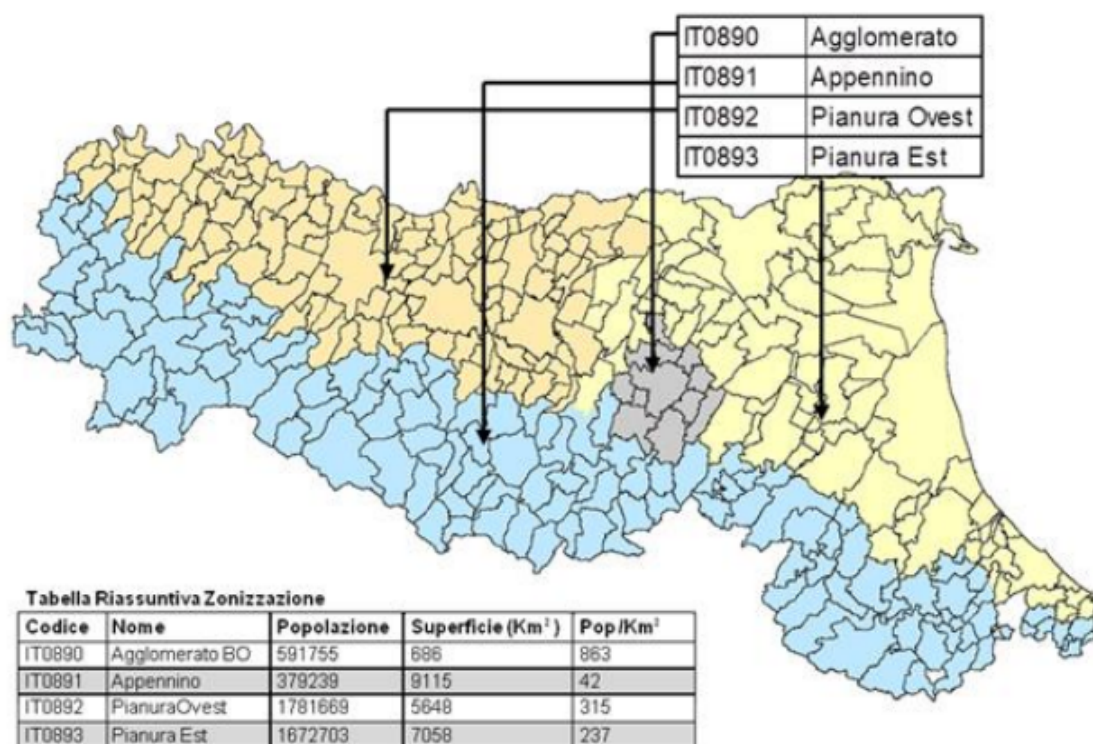 IT0890 Agglomerato
IT0891 Appennino
IT0892 Pianura Ovest
IT0893 Pianura Est
Tabella Riassuntiva Zonizzazione
Codice Nome Popolazione Superficie (Km²) Pop/Km²
IT0890 Agglomerato BO 591755 686 863
IT0891 Appennino 379239 9115 42
IT0892 PianuraOvest 1781669 5648 315
IT0893 Pianura Est 1672703 7058 237